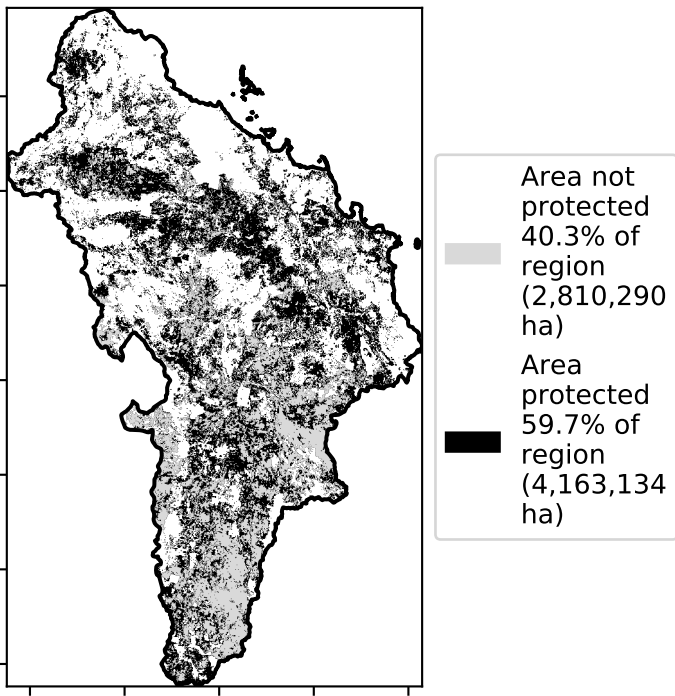 Area not
protected
40.3% of
region
(2,810,290
ha)
Area
protected
59.7% of
region
(4,163,134
ha)